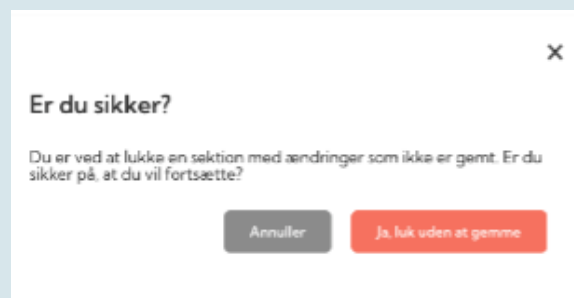 Er du sikker?
Du er ved at lukke en sektion med ændringer som ikke er gemt. Er du
sikker på, at du vil fortsætte?
Annuller
Ja, luk uden at gemme